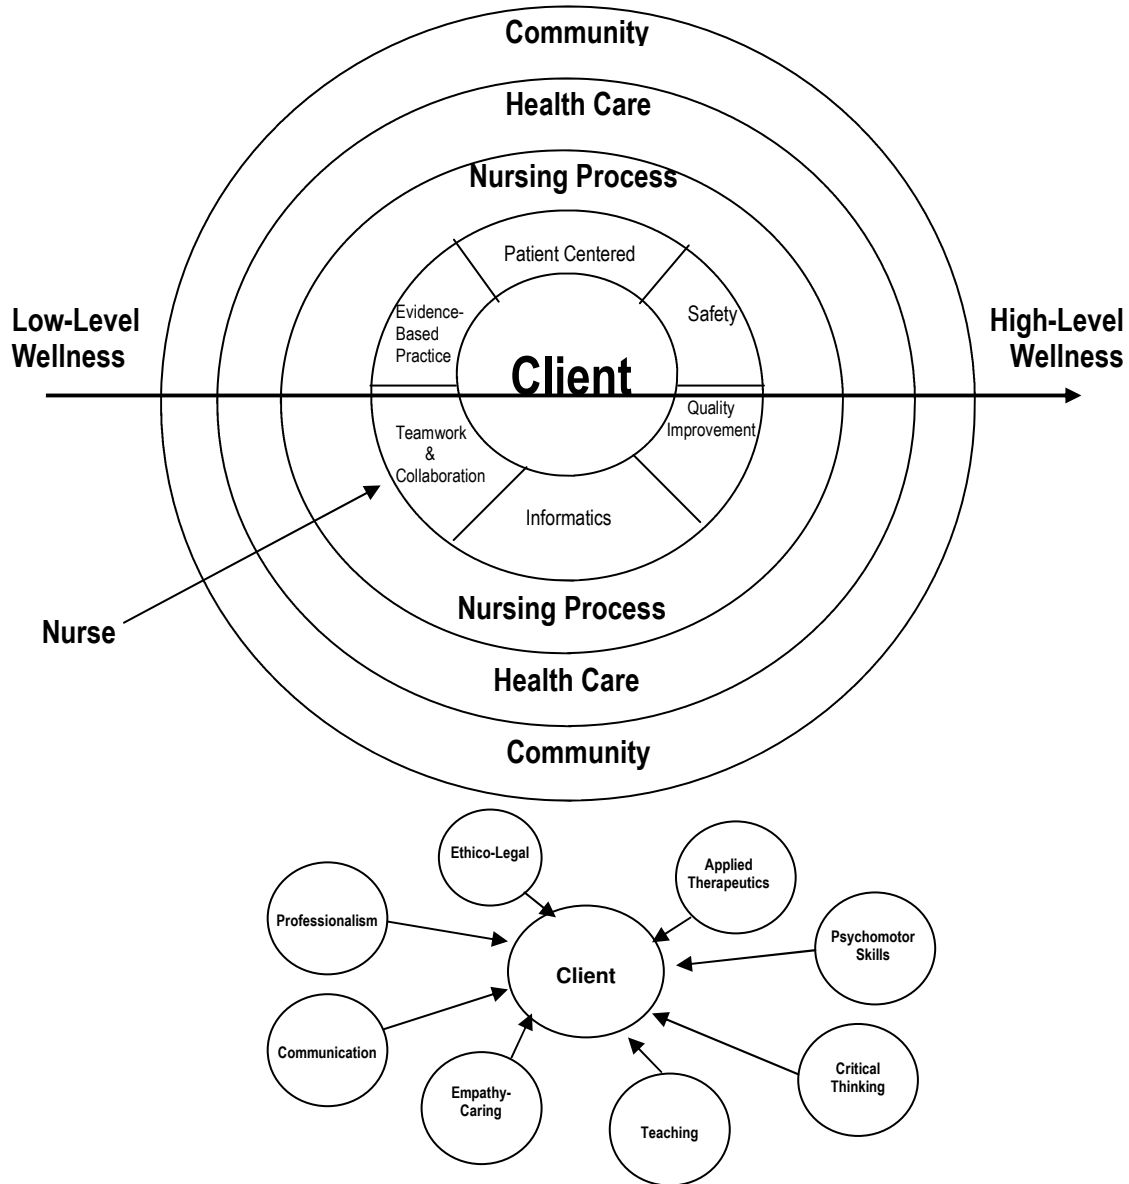 Community
Health Care
Nursing Process
Patient Centered
Evidence-
Based
Practice
Safety
Low-Level
Wellness
High-Level
Wellness
Client
Teamwork
&
Collaboration
Quality
Improvement
Informatics
Nurse
Nursing Process
Health Care
Community
Ethico-Legal
Applied
Therapeutics
Professionalism
Psychomotor
Skills
Client
Communication
Empathy-
Caring
Critical
Thinking
Teaching